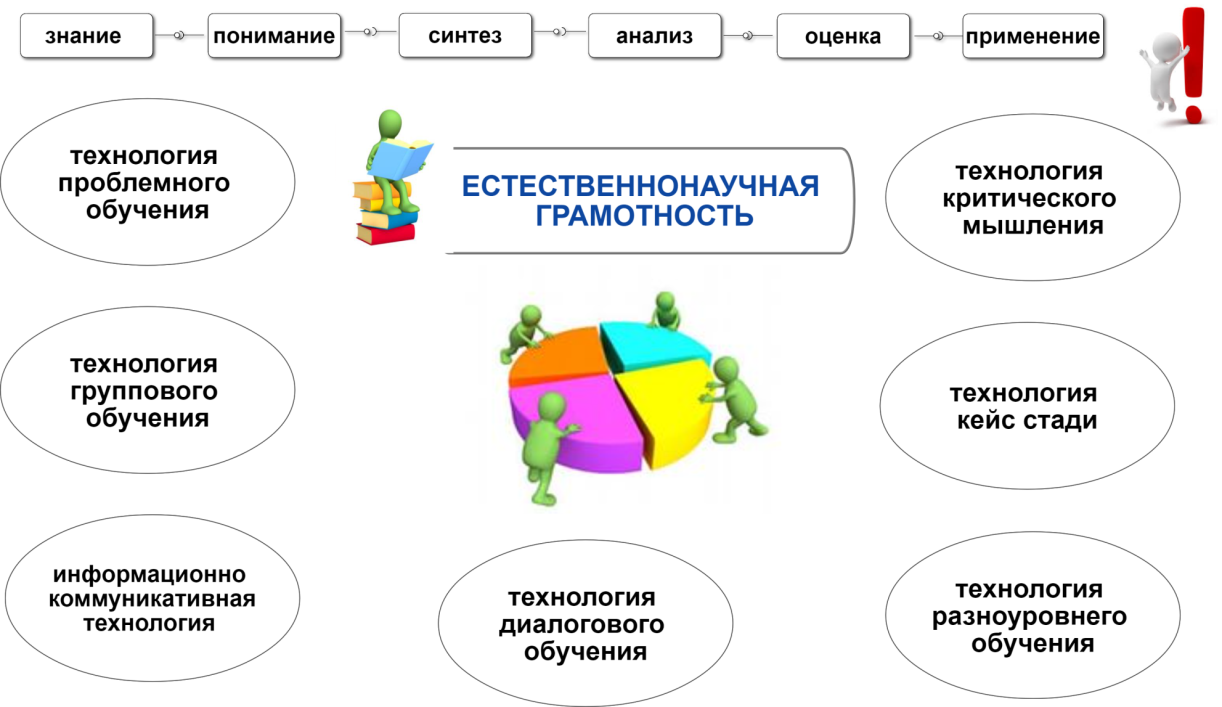 знание понимание синтез анализ оценка применение
технология
проблемного
обучения
ЕСТЕСТВЕННОНАУЧНАЯ
ГРАМОТНОСТЬ
технология
критического
мышления
технология
группового
обучения
технология
кейс стади
информационно
коммуникативная
технология
технология
диалогового
обучения
технология
разноуровнего
обучения